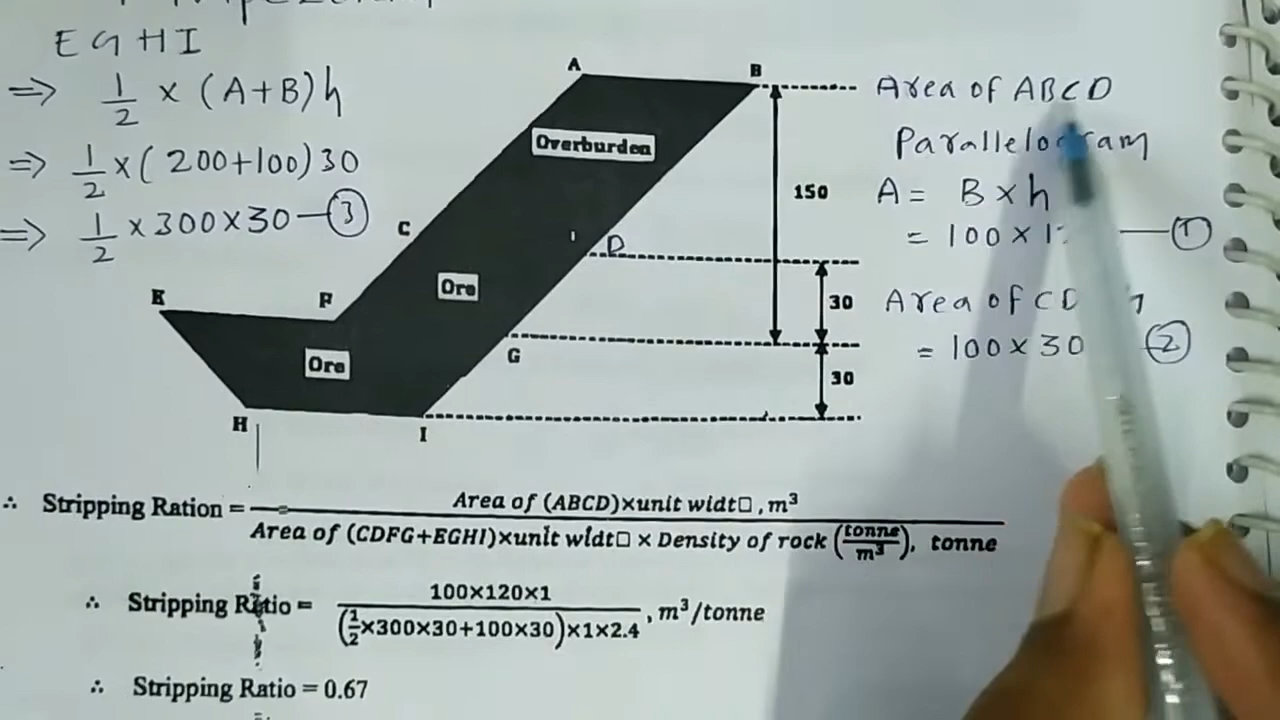 EGHI
=> 1/2 × (A+B)h
=> 1/2 × (200+100)30
=> 1/2 × 300×30 — ③
A
B
Overburden
C
D
150
Ore
E
F
30
G
Ore
30
H
I
Area of ABCD
Parallelogram
A = B × h
= 100 × — ①
Area of
= 100 × 30 ②
∴ Stripping Ration = Area of (ABCD)×unit widt□ , m³
Area of (CDFG+EGHI)×unit widt□ × Density of rock (tonne/m³), tonne
∴ Stripping Ratio = 100×120×1
(1/2×300×30+100×30)×1×2.4 , m³/tonne
∴ Stripping Ratio = 0.67